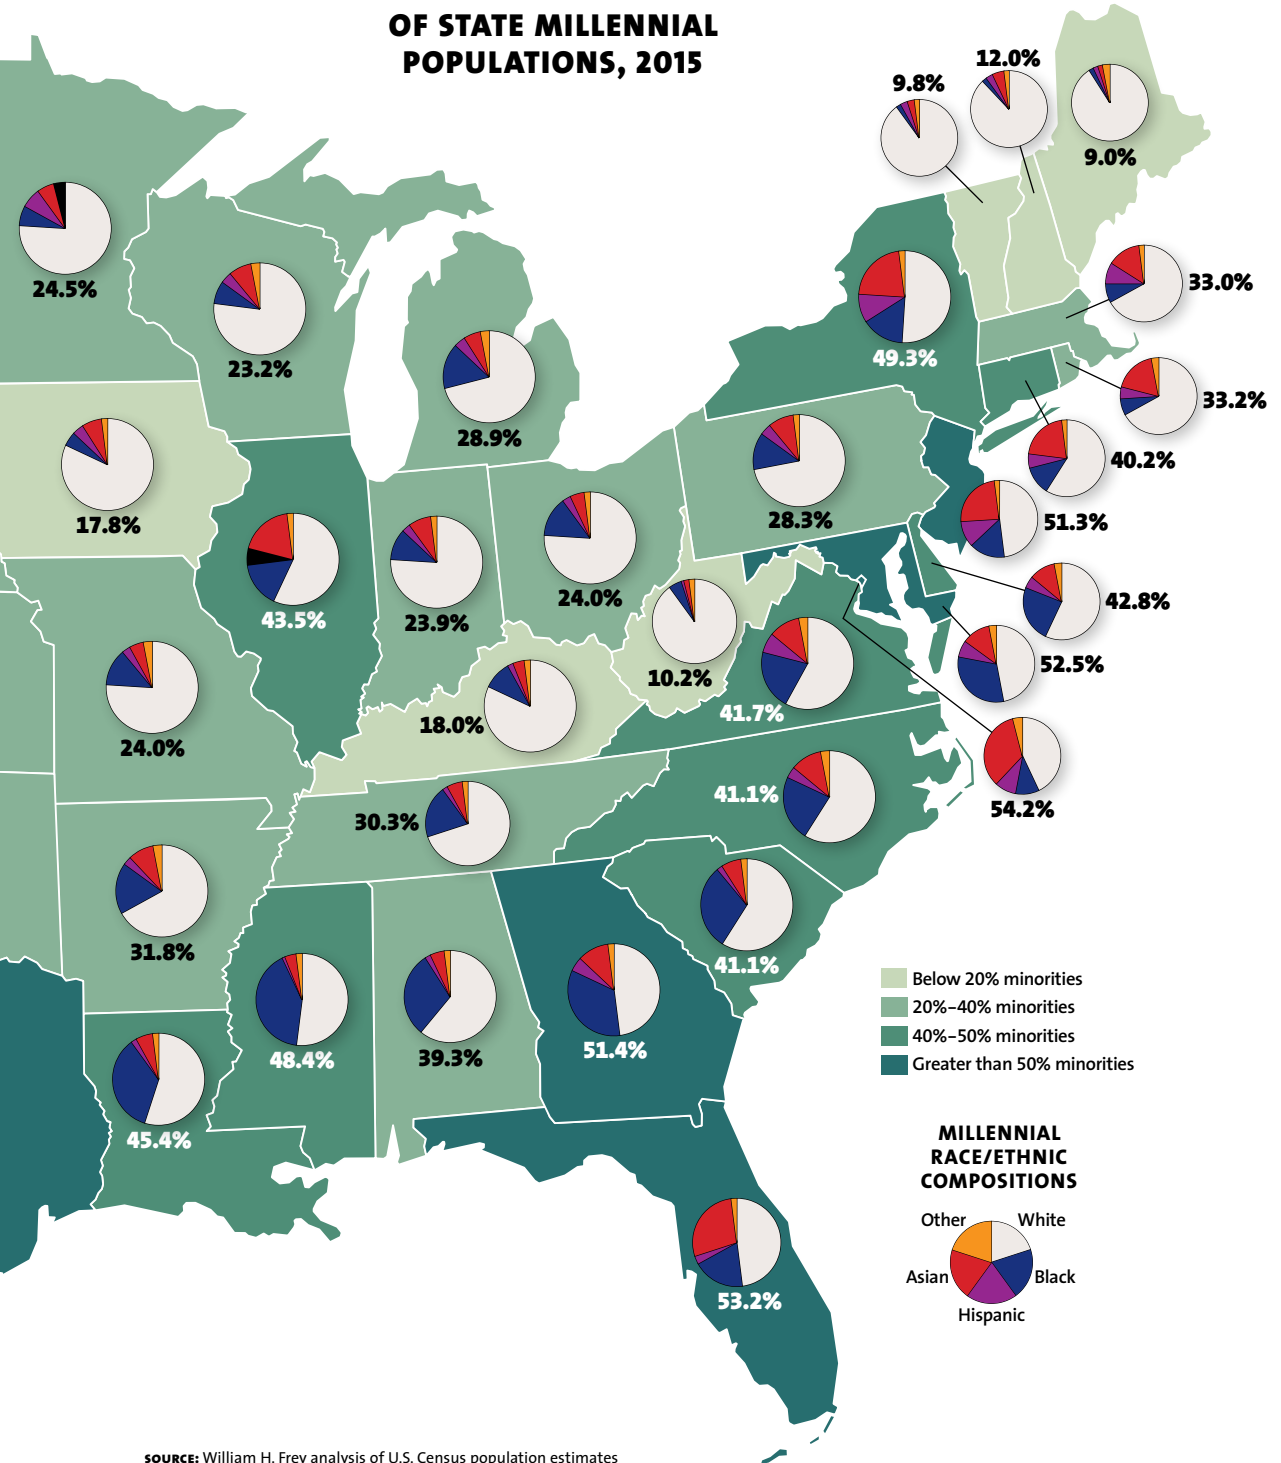 OF STATE MILLENNIAL
POPULATIONS, 2015
12.0%
9.8%
9.0%
24.5%
33.0%
23.2%
49.3%
33.2%
28.9%
40.2%
17.8%
28.3%
51.3%
24.0%
42.8%
43.5%
23.9%
52.5%
10.2%
41.7%
18.0%
24.0%
41.1%
54.2%
30.3%
31.8%
41.1%
48.4%
39.3%
51.4%
45.4%
53.2%
Below 20% minorities
20%–40% minorities
40%–50% minorities
Greater than 50% minorities
MILLENNIAL
RACE/ETHNIC
COMPOSITIONS
Other White
Asian Black
Hispanic
SOURCE: William H. Frey analysis of U.S. Census population estimates